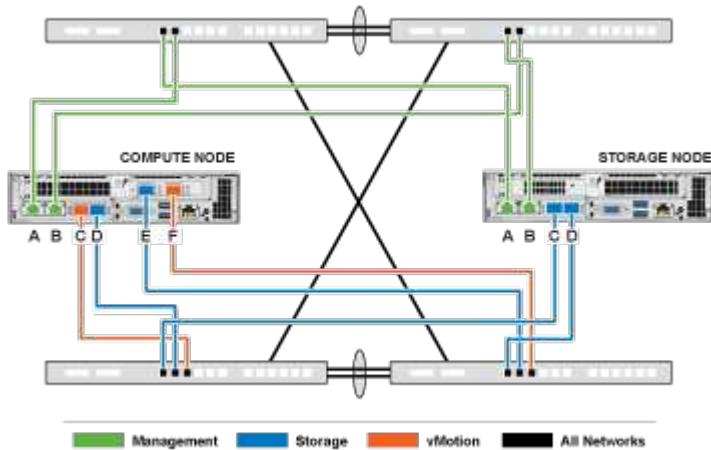 COMPUTE NODE
STORAGE NODE
A B C D E F
A B C D
Management Storage vMotion All Networks